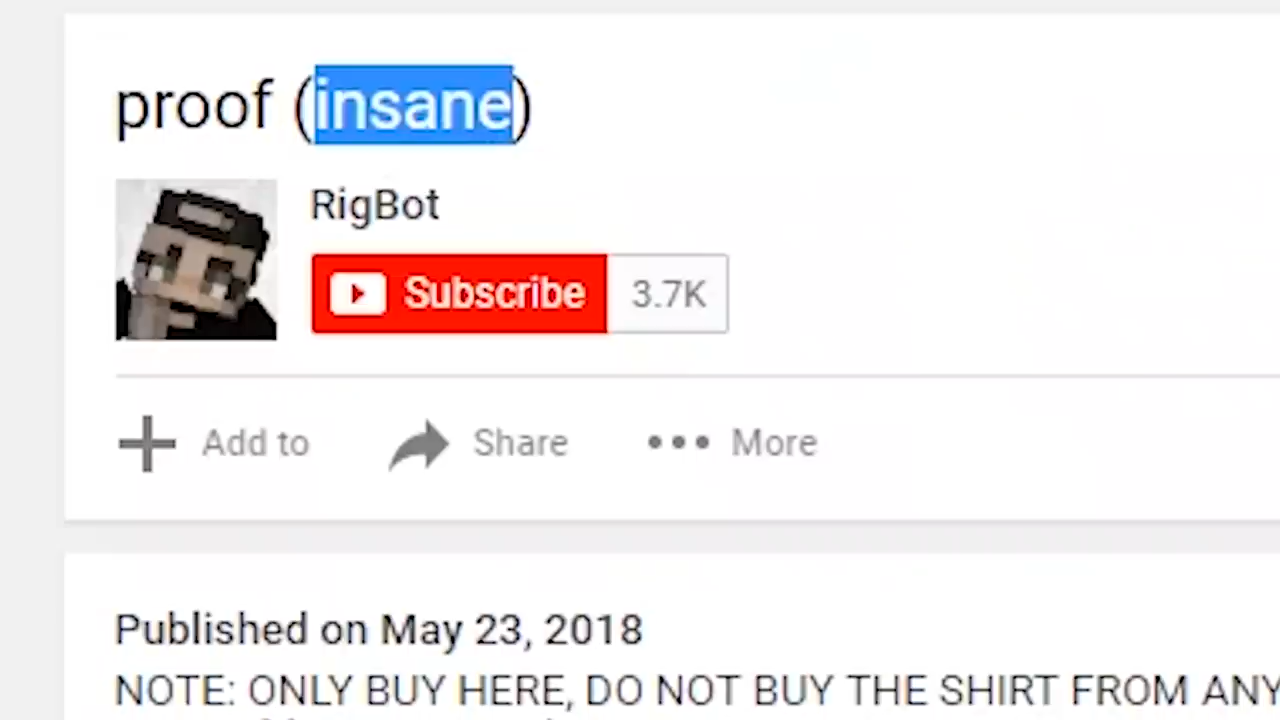 proof (insane)
RigBot
Subscribe 3.7K
Add to Share More
Published on May 23, 2018
NOTE: ONLY BUY HERE, DO NOT BUY THE SHIRT FROM ANY